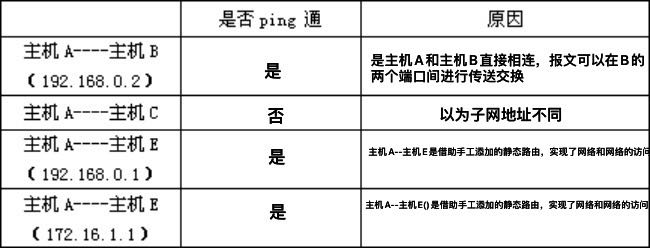 是否 ping 通
原因
主机 A----主机 B
（192.168.0.2）
是
是主机A和主机B直接相连，报文可以在B的
两个端口间进行传送交换
主机 A----主机 C
否
以为子网地址不同
主机 A----主机 E
（192.168.0.1）
是
主机A--主机E是借助手工添加的静态路由，实现了网络和网络的访问
主机 A----主机 E
（172.16.1.1）
是
主机A--主机E()是借助手工添加的静态路由，实现了网络和网络的访问